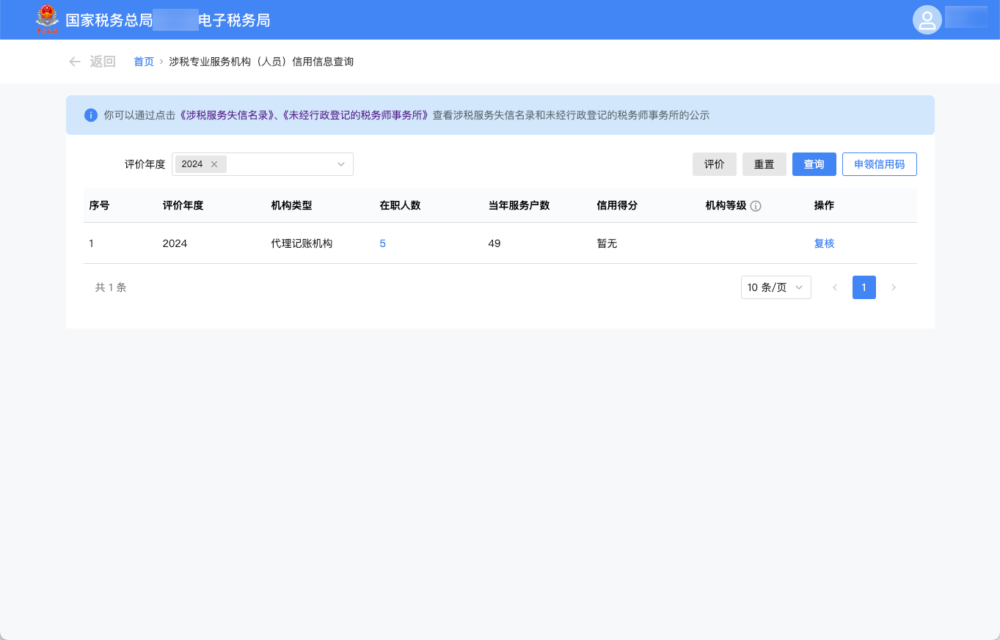 国家税务总局 电子税务局
返回 首页 › 涉税专业服务机构（人员）信用信息查询
你可以通过点击《涉税服务失信名录》、《未经行政登记的税务师事务所》查看涉税服务失信名录和未经行政登记的税务师事务所的公示
评价年度 2024 评价 重置 查询 申领信用码
序号 评价年度 机构类型 在职人数 当年服务户数 信用得分 机构等级 操作
1 2024 代理记账机构 5 49 暂无 复核
共 1 条 10 条/页 1